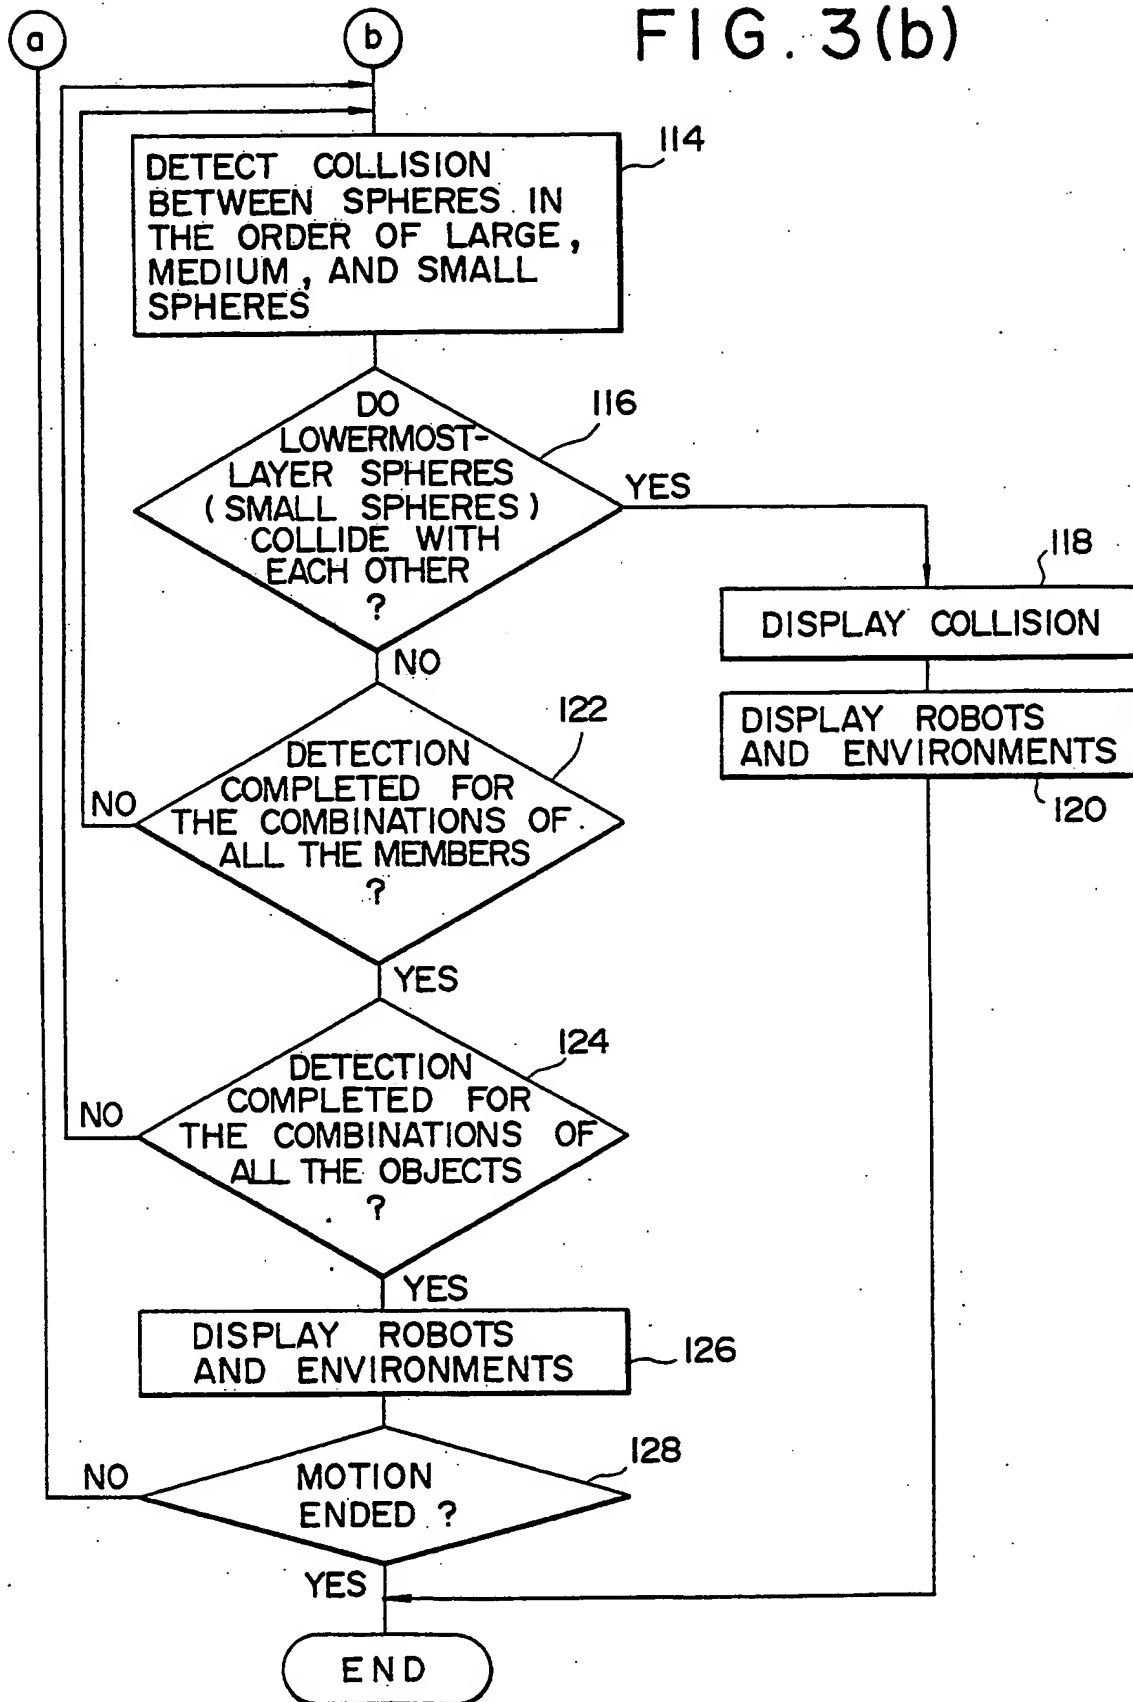 a
b
FIG. 3(b)
114
DETECT COLLISION
BETWEEN SPHERES IN
THE ORDER OF LARGE,
MEDIUM, AND SMALL
SPHERES
116
DO
LOWERMOST-
LAYER SPHERES
(SMALL SPHERES)
COLLIDE WITH
EACH OTHER
?
YES
118
DISPLAY COLLISION
NO
DISPLAY ROBOTS
AND ENVIRONMENTS
120
122
DETECTION
COMPLETED FOR
THE COMBINATIONS OF
ALL THE MEMBERS
?
NO
YES
124
DETECTION
COMPLETED FOR
THE COMBINATIONS OF
ALL THE OBJECTS
?
NO
YES
DISPLAY ROBOTS
AND ENVIRONMENTS
126
128
MOTION
ENDED ?
NO
YES
END